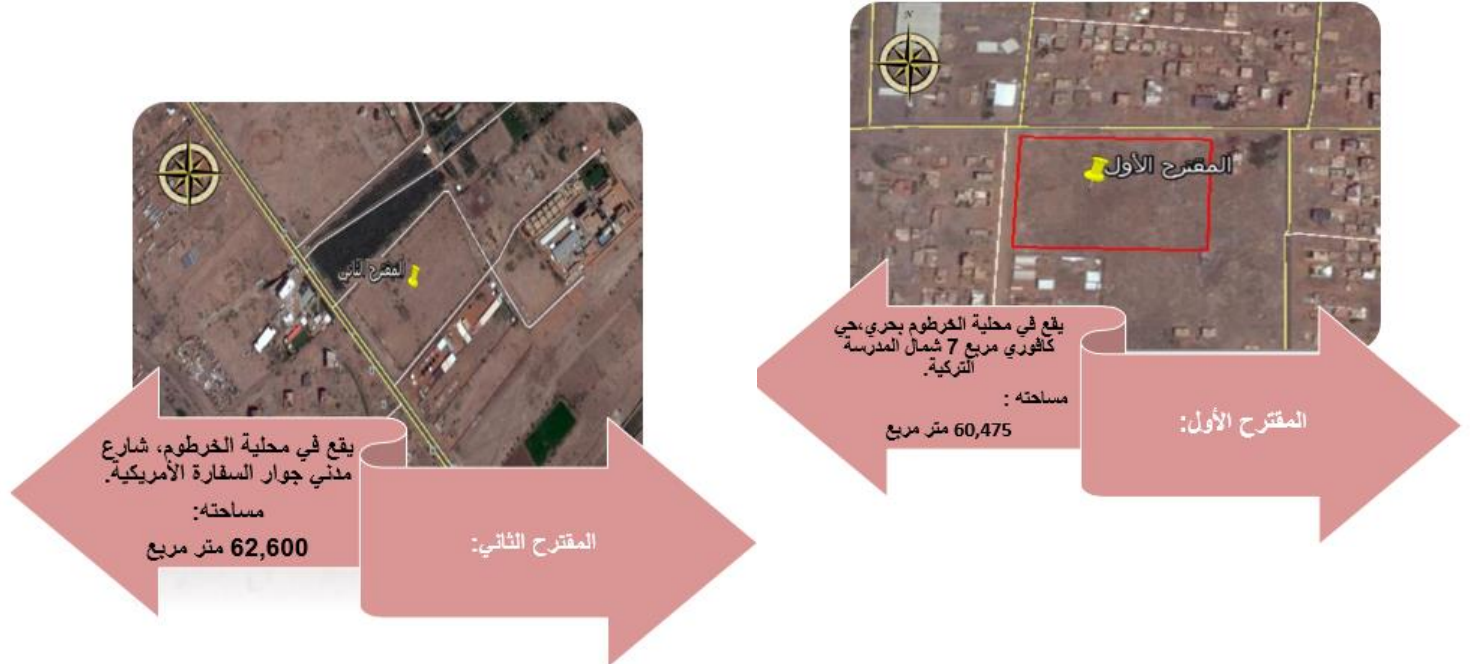 N
المقترح الأول
يقع في محلية الخرطوم بحري،حي
كافوري مربع 7 شمال المدرسة
التركية.
مساحته :
60,475 متر مربع
المقترح الأول:
المقترح الثاني
يقع في محلية الخرطوم، شارع
مدني جوار السفارة الأمريكية.
مساحته:
62,600 متر مربع
المقترح الثاني: